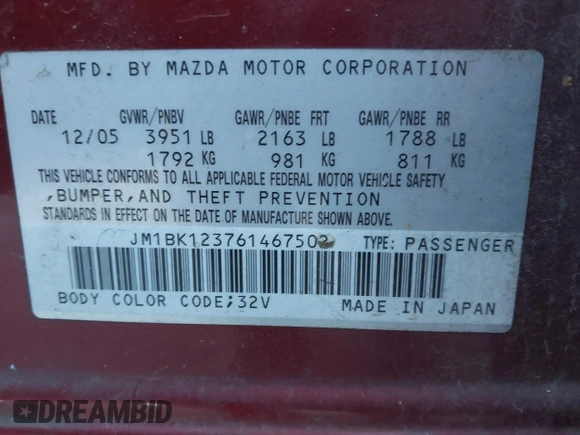 MFD. BY MAZDA MOTOR CORPORATION
DATE GVWR/PNBV GAWR/PNBE FRT GAWR/PNBE RR
12/05 3951 LB 2163 LB 1788 LB
1792 KG 981 KG 811 KG
THIS VEHICLE CONFORMS TO ALL APPLICABLE FEDERAL MOTOR VEHICLE SAFETY
,BUMPER,AND THEFT PREVENTION
STANDARDS IN EFFECT ON THE DATE OF MANUFACTURE SHOWN ABOVE.
TYPE: PASSENGER
BODY COLOR CODE;32V MADE IN JAPAN
DREAMBID